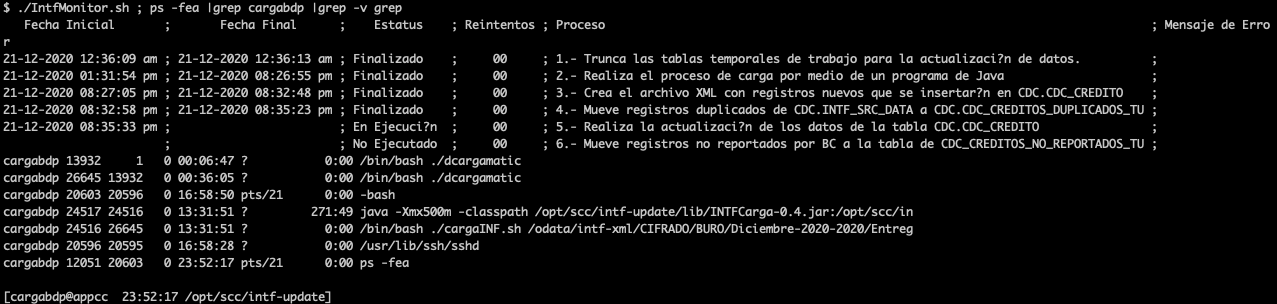 $ ./IntfMonitor.sh ; ps -fea |grep cargabdp |grep -v grep
Fecha Inicial ; Fecha Final ; Estatus ; Reintentos ; Proceso ; Mensaje de Erro
r
21-12-2020 12:36:09 am ; 21-12-2020 12:36:13 am ; Finalizado ; 00 ; 1.- Trunca las tablas temporales de trabajo para la actualizaci?n de datos. ;
21-12-2020 01:31:54 pm ; 21-12-2020 08:26:55 pm ; Finalizado ; 00 ; 2.- Realiza el proceso de carga por medio de un programa de Java ;
21-12-2020 08:27:05 pm ; 21-12-2020 08:32:48 pm ; Finalizado ; 00 ; 3.- Crea el archivo XML con registros nuevos que se insertar?n en CDC.CDC_CREDITO ;
21-12-2020 08:32:58 pm ; 21-12-2020 08:35:23 pm ; Finalizado ; 00 ; 4.- Mueve registros duplicados de CDC.INTF_SRC_DATA a CDC_CREDITOS_DUPLICADOS_TU ;
21-12-2020 08:35:33 pm ; ; En Ejecuci?n ; 00 ; 5.- Realiza la actualizaci?n de los datos de la tabla CDC.CDC_CREDITO ;
; ; No Ejecutado ; 00 ; 6.- Mueve registros no reportados por BC a la tabla de CDC_CREDITOS_NO_REPORTADOS_TU ;
cargabdp 13932 1 0 00:06:47 ? 0:00 /bin/bash ./dcargamatic
cargabdp 26645 13932 0 00:36:05 ? 0:00 /bin/bash ./dcargamatic
cargabdp 20603 20596 0 16:58:50 pts/21 0:00 -bash
cargabdp 24517 24516 0 13:31:51 ? 271:49 java -Xmx500m -classpath /opt/scc/intf-update/lib/INTFCarga-0.4.jar:/opt/scc/in
cargabdp 24516 26645 0 13:31:51 ? 0:00 /bin/bash ./cargaINF.sh /odata/intf-xml/CIFRADO/BURO/Diciembre-2020-2020/Entreg
cargabdp 20596 20595 0 16:58:28 ? 0:00 /usr/lib/ssh/sshd
cargabdp 12051 20603 0 23:52:17 pts/21 0:00 ps -fea
[cargabdp@appcc 23:52:17 /opt/scc/intf-update]